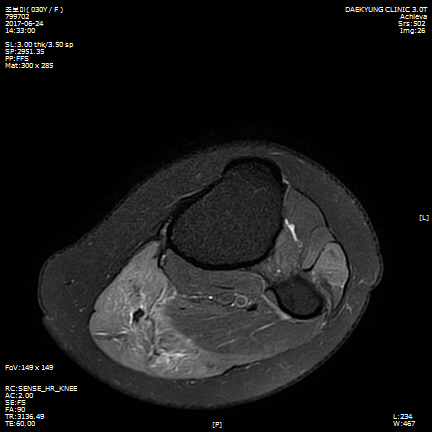 조보미 ( 030Y / F )
799702
2017-06-24
14:33:00
SL:3.00 thk/3.50 sp
SP:2951.35
PP:FFS
Mat:300 x 285
DAEKYUNG CLINIC 3.0T
Achieva
Srs:502
Img:26
[L]
FoV:149 x 149
RC:SENSE_HR_KNEE
AC:2.00
SE:FS
FA:90
TR:3136.49
TE:60.00
[P]
L:234
W:467